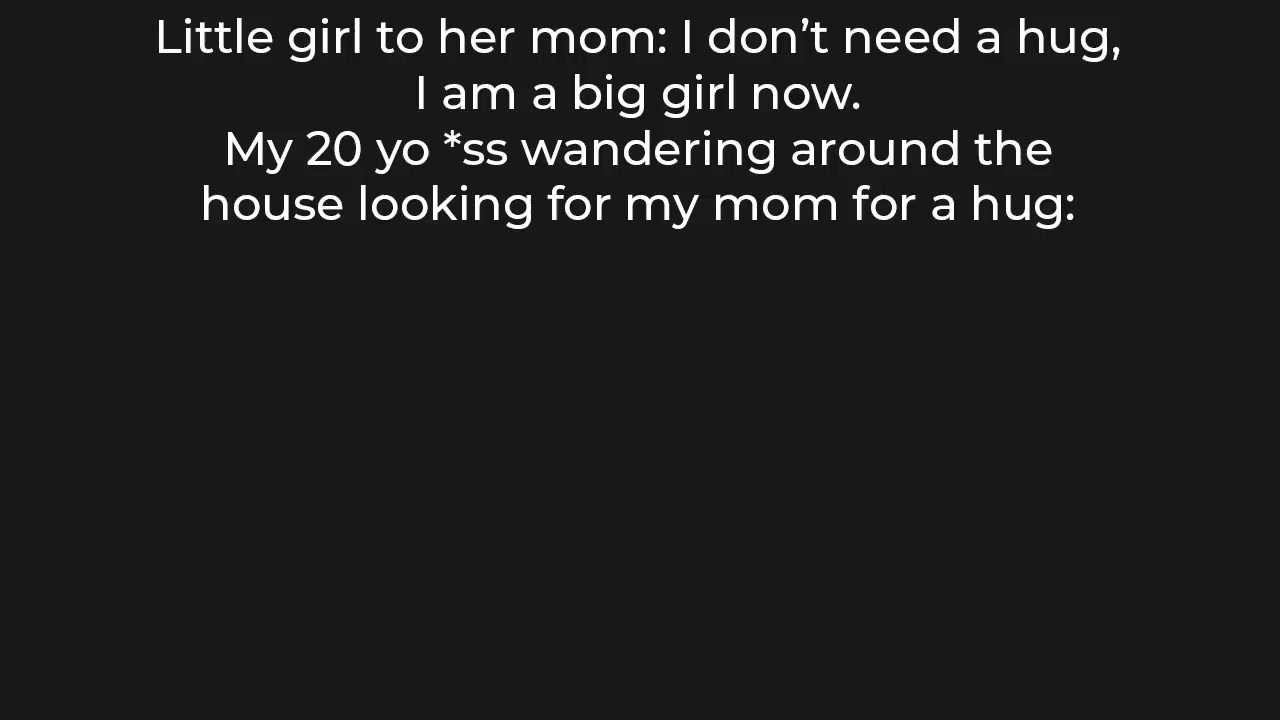 Little girl to her mom: I don’t need a hug,
I am a big girl now.
My 20 yo *ss wandering around the
house looking for my mom for a hug: